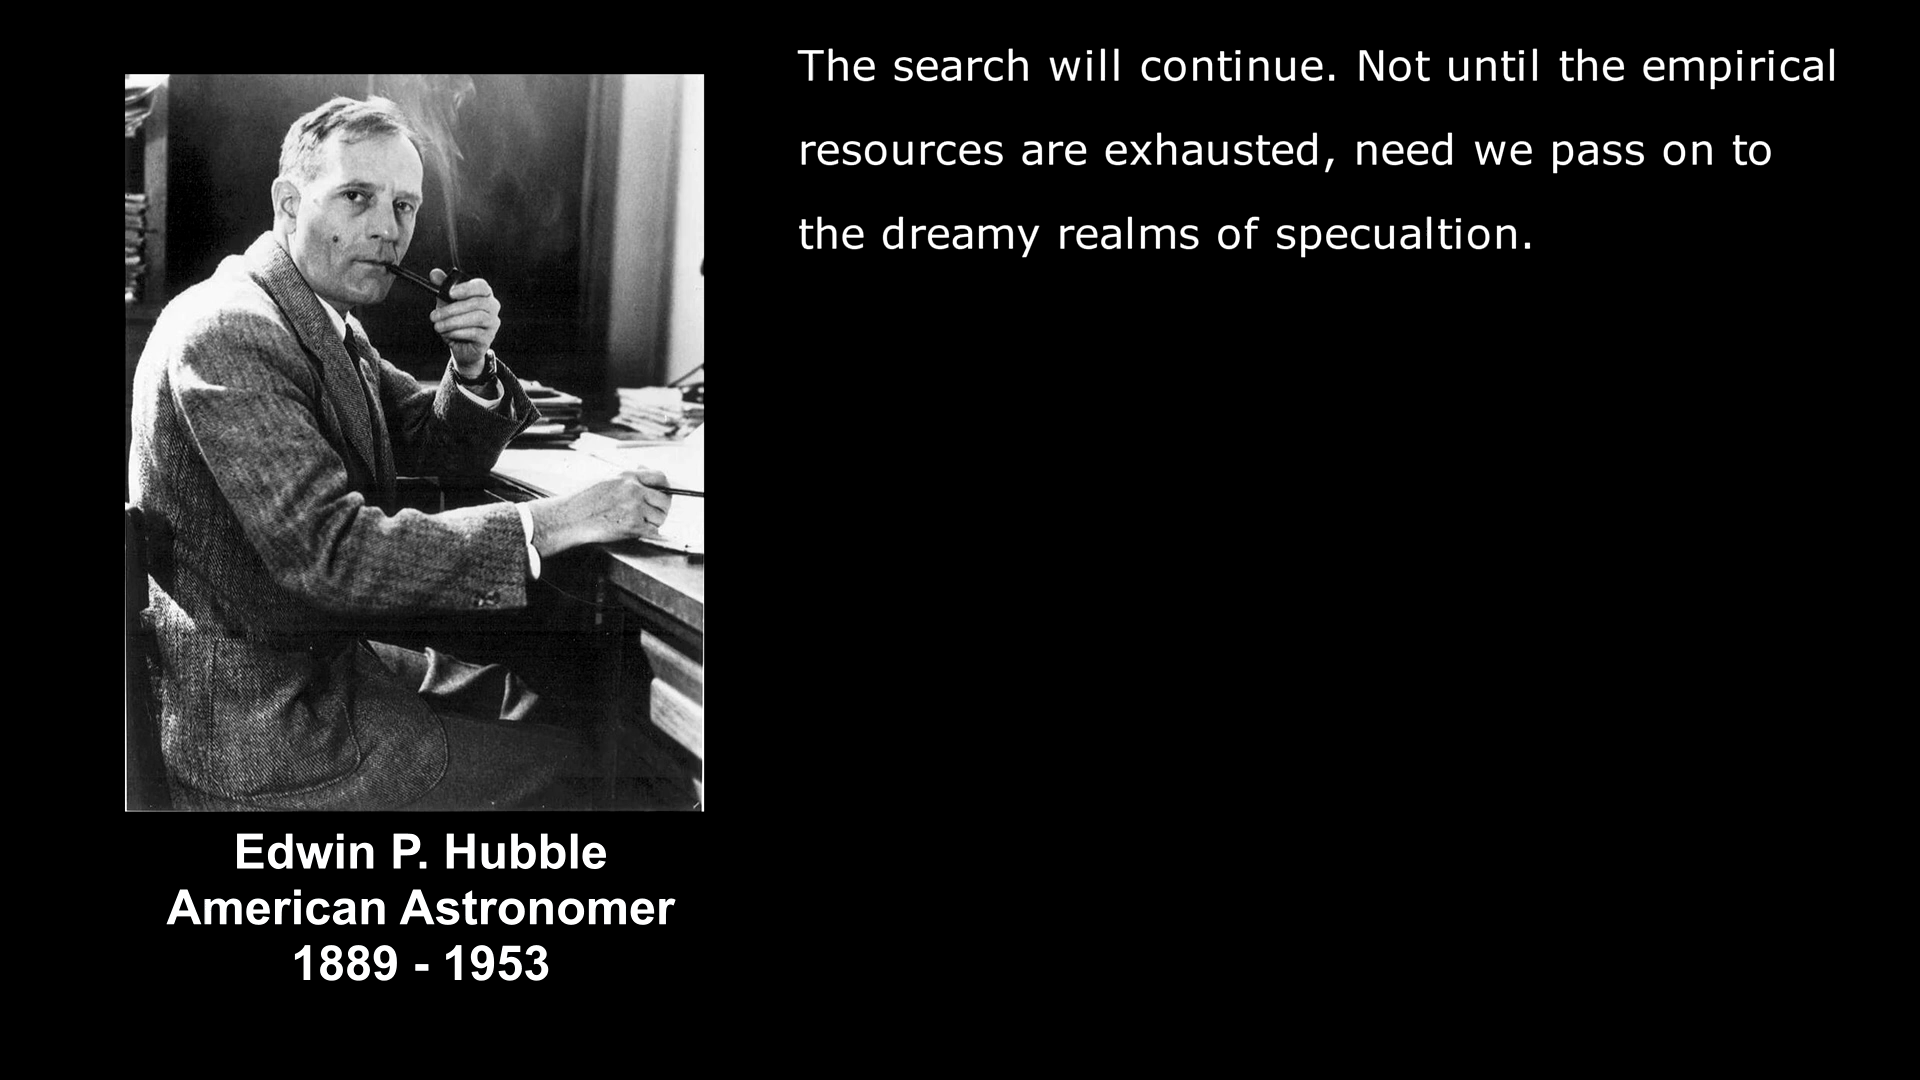 The search will continue. Not until the empirical
resources are exhausted, need we pass on to
the dreamy realms of specualtion.
Edwin P. Hubble
American Astronomer
1889 - 1953